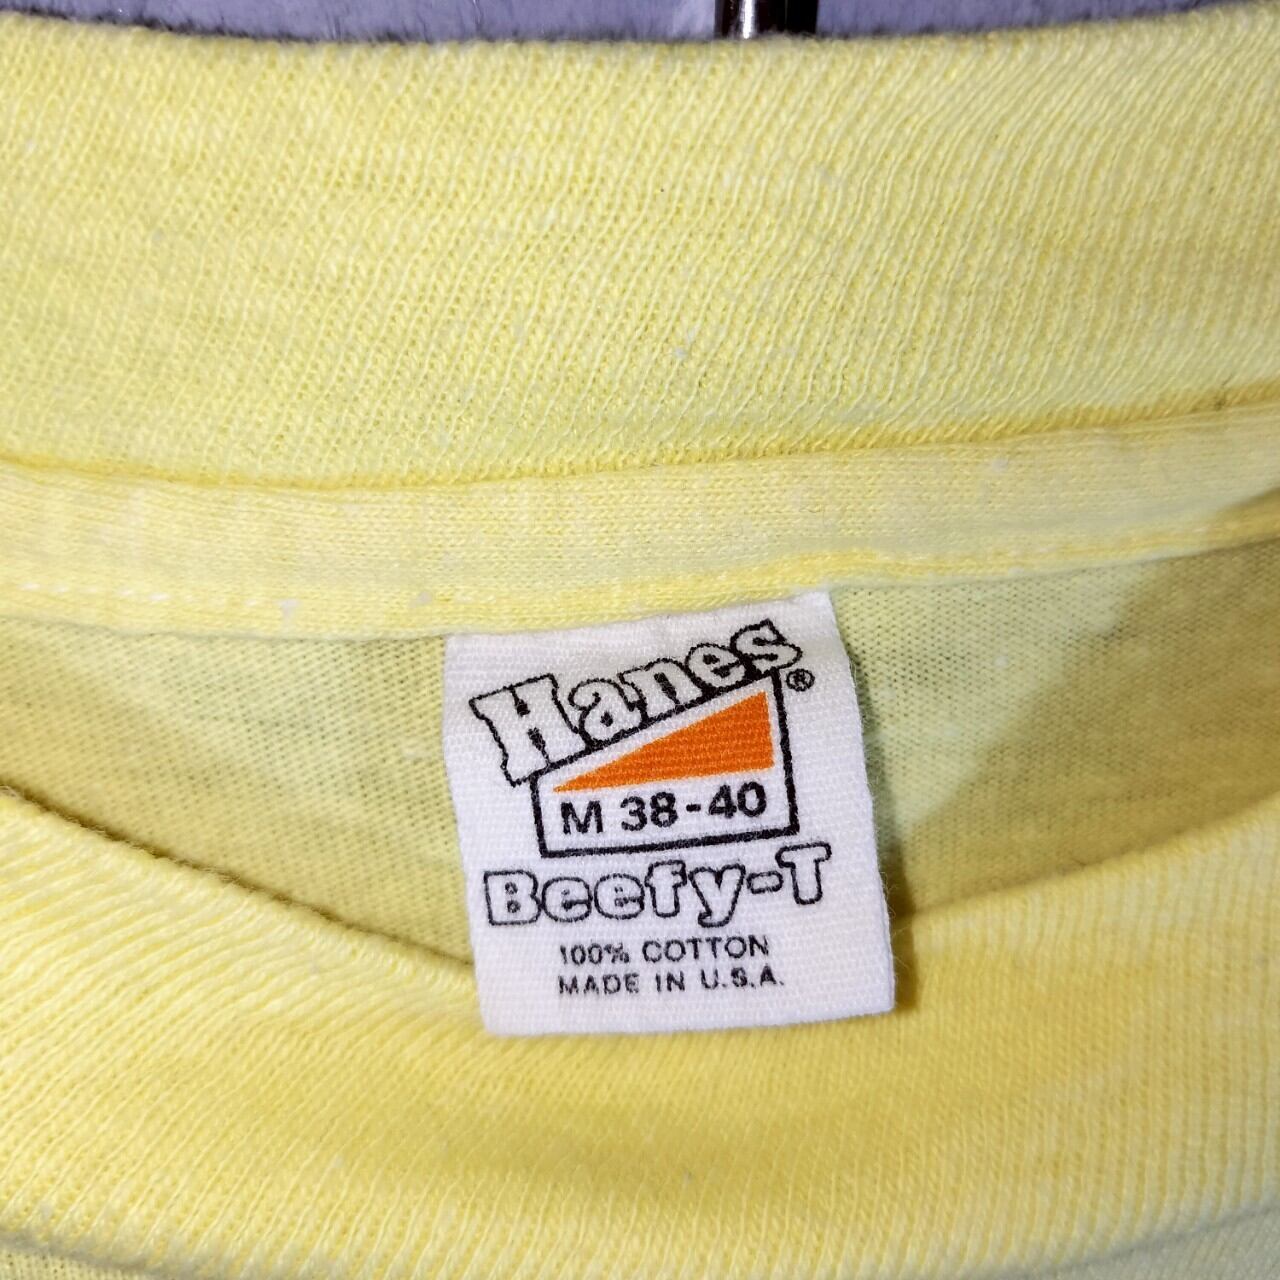 Hanes®
M 38-40
Beefy-T
100% COTTON
MADE IN U.S.A.